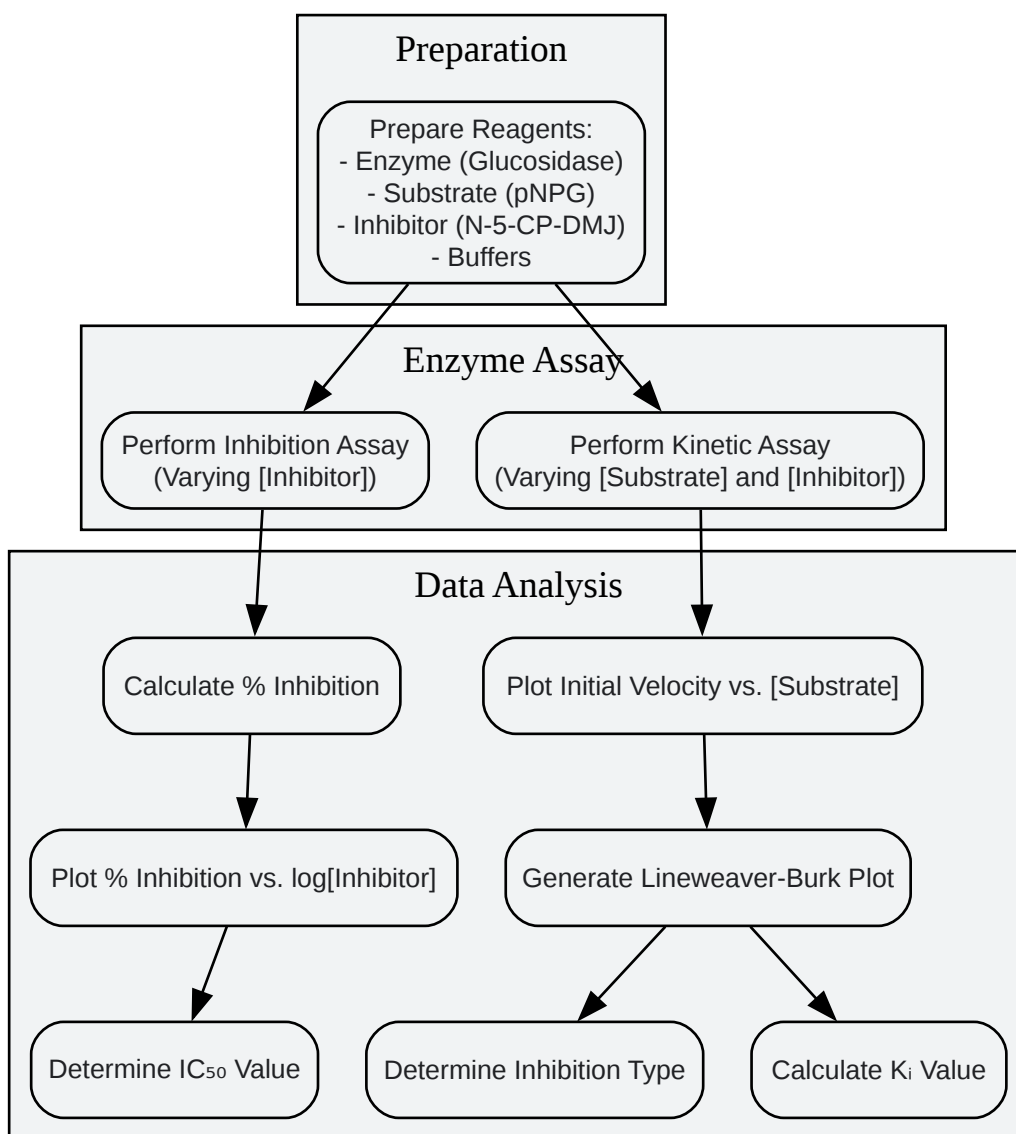 Preparation
Prepare Reagents:
- Enzyme (Glucosidase)
- Substrate (pNPG)
- Inhibitor (N-5-CP-DMJ)
- Buffers
Enzyme Assay
Perform Inhibition Assay
(Varying [Inhibitor])
Perform Kinetic Assay
(Varying [Substrate] and [Inhibitor])
Data Analysis
Calculate % Inhibition
Plot Initial Velocity vs. [Substrate]
Plot % Inhibition vs. log[Inhibitor]
Generate Lineweaver-Burk Plot
Determine IC₅₀ Value
Determine Inhibition Type
Calculate Kᵢ Value